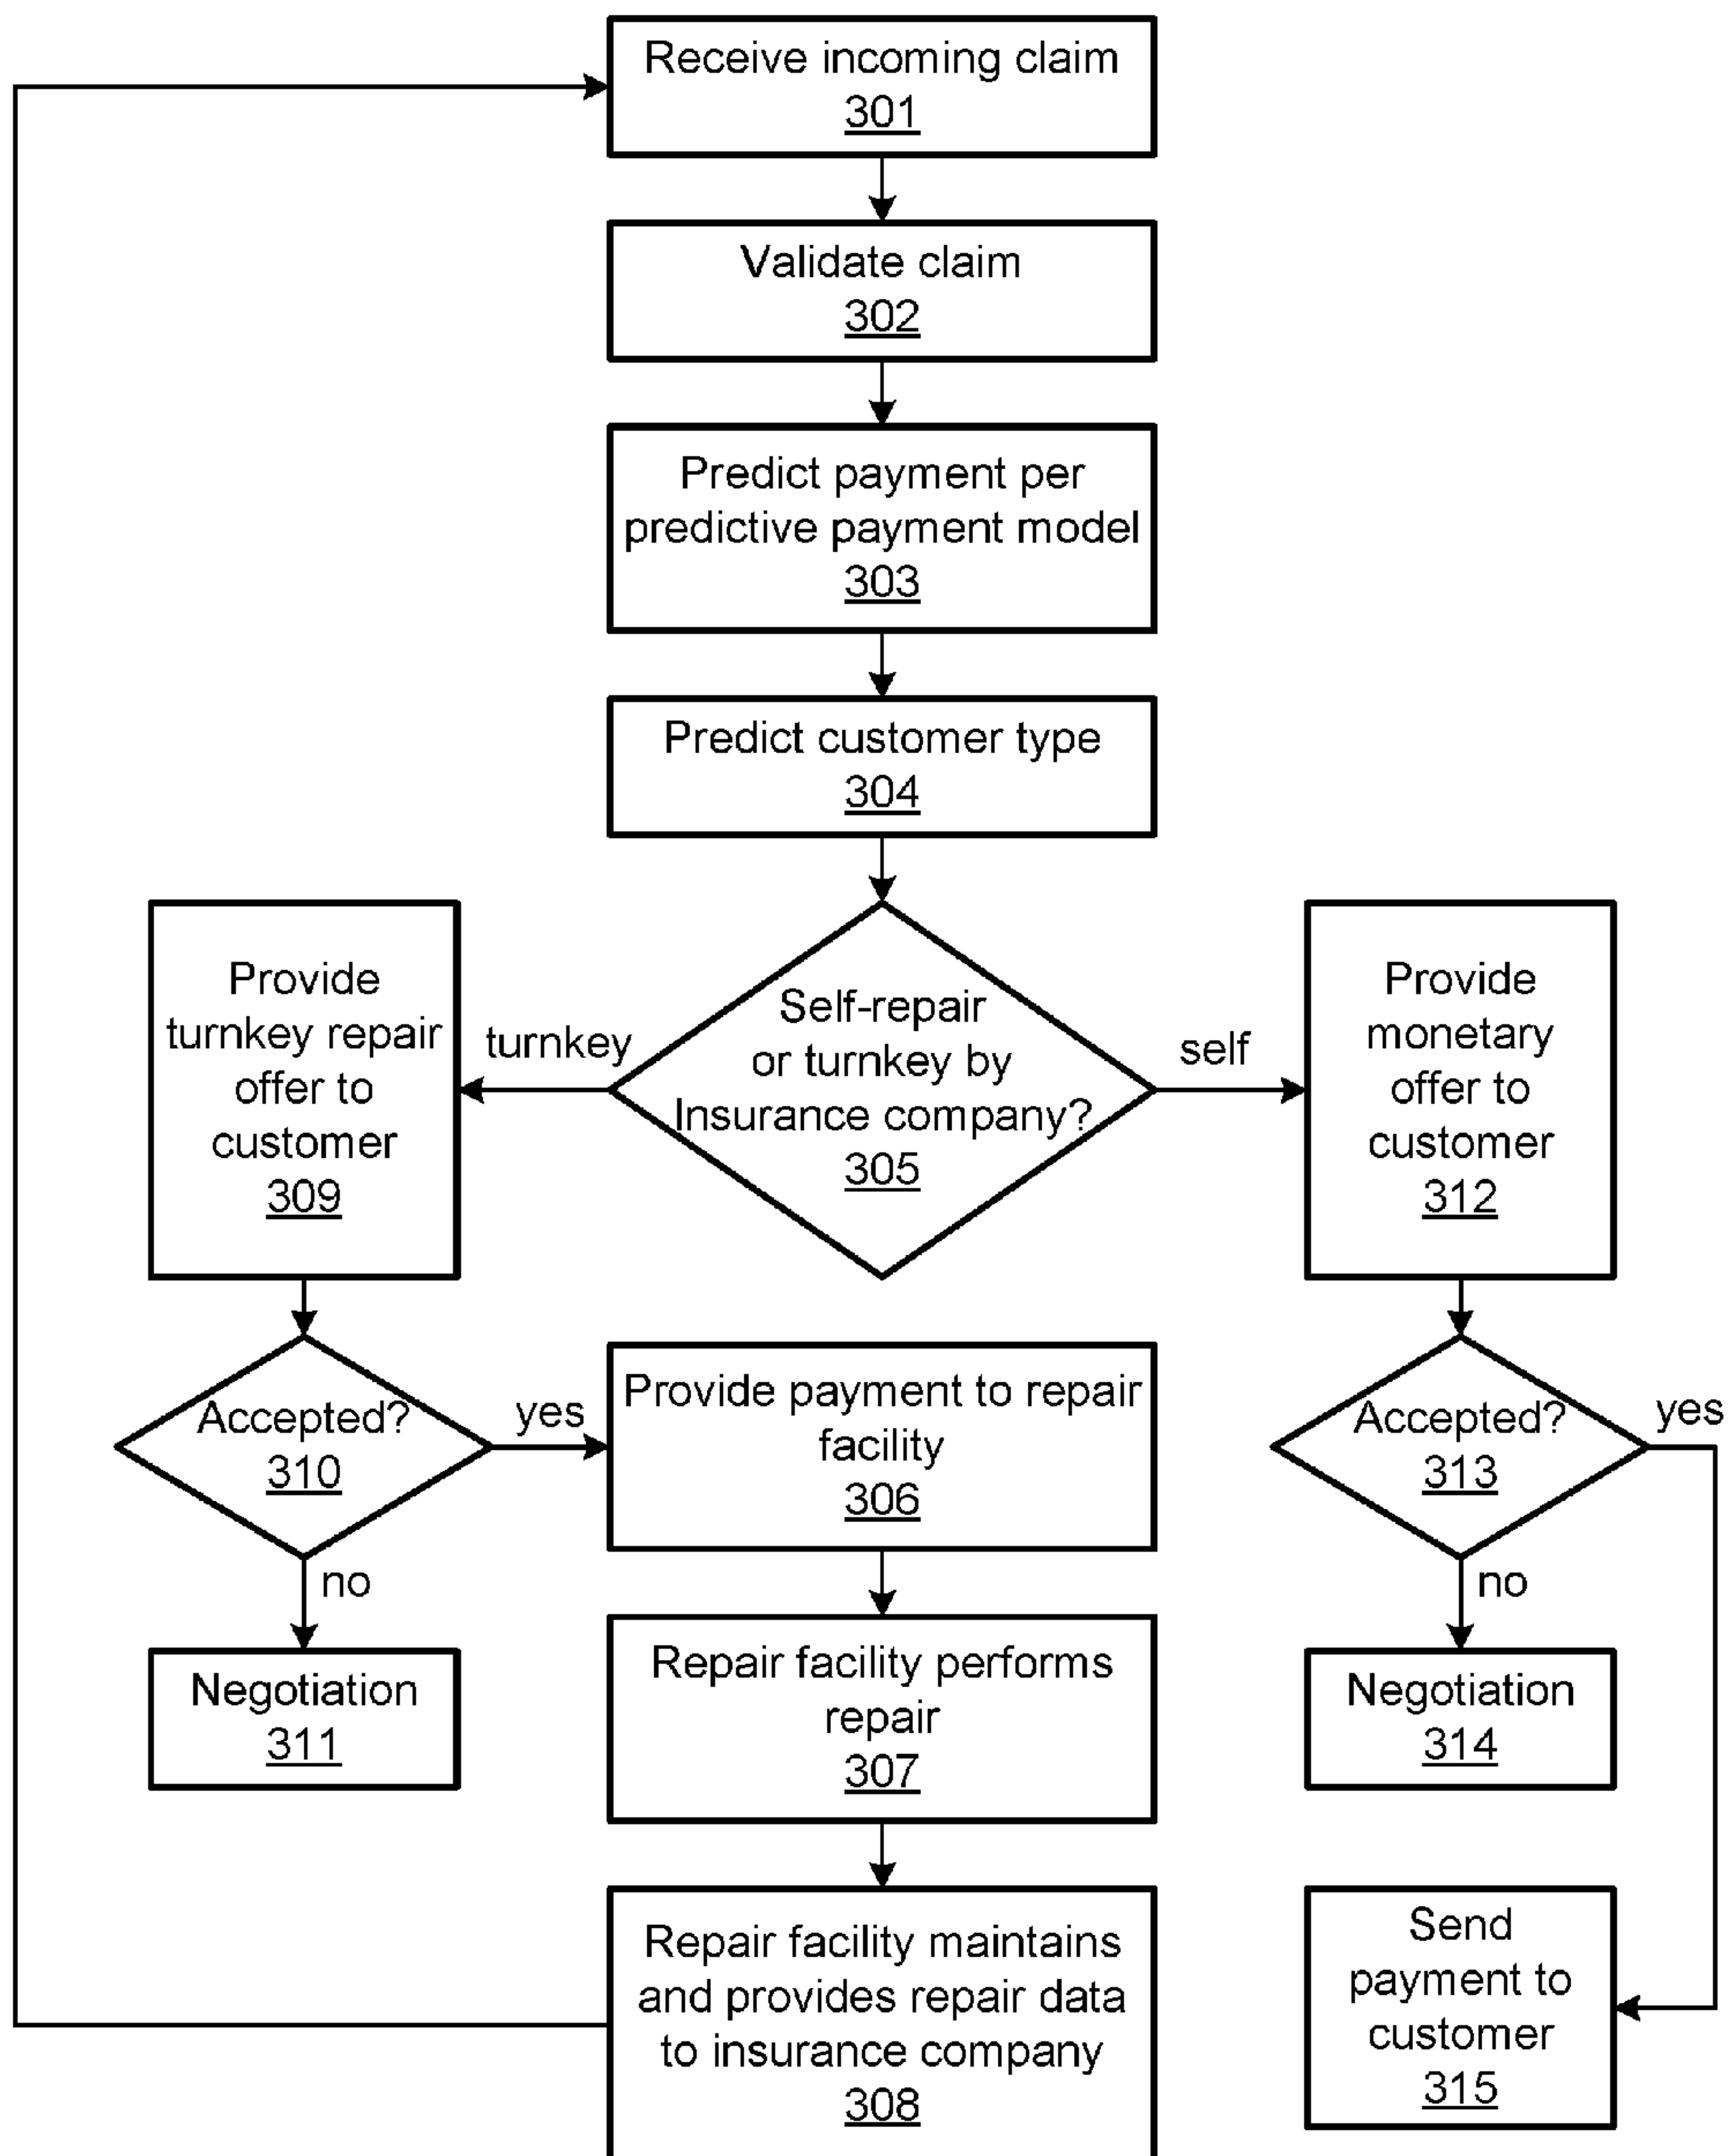 Receive incoming claim
301
Validate claim
302
Predict payment per
predictive payment model
303
Predict customer type
304
Provide
turnkey repair
offer to
customer
309
turnkey
Self-repair
or turnkey by
Insurance company?
305
self
Provide
monetary
offer to
customer
312
Accepted?
310
yes
no
Negotiation
311
Provide payment to repair
facility
306
Repair facility performs
repair
307
Repair facility maintains
and provides repair data
to insurance company
308
Accepted?
313
yes
no
Negotiation
314
Send
payment to
customer
315